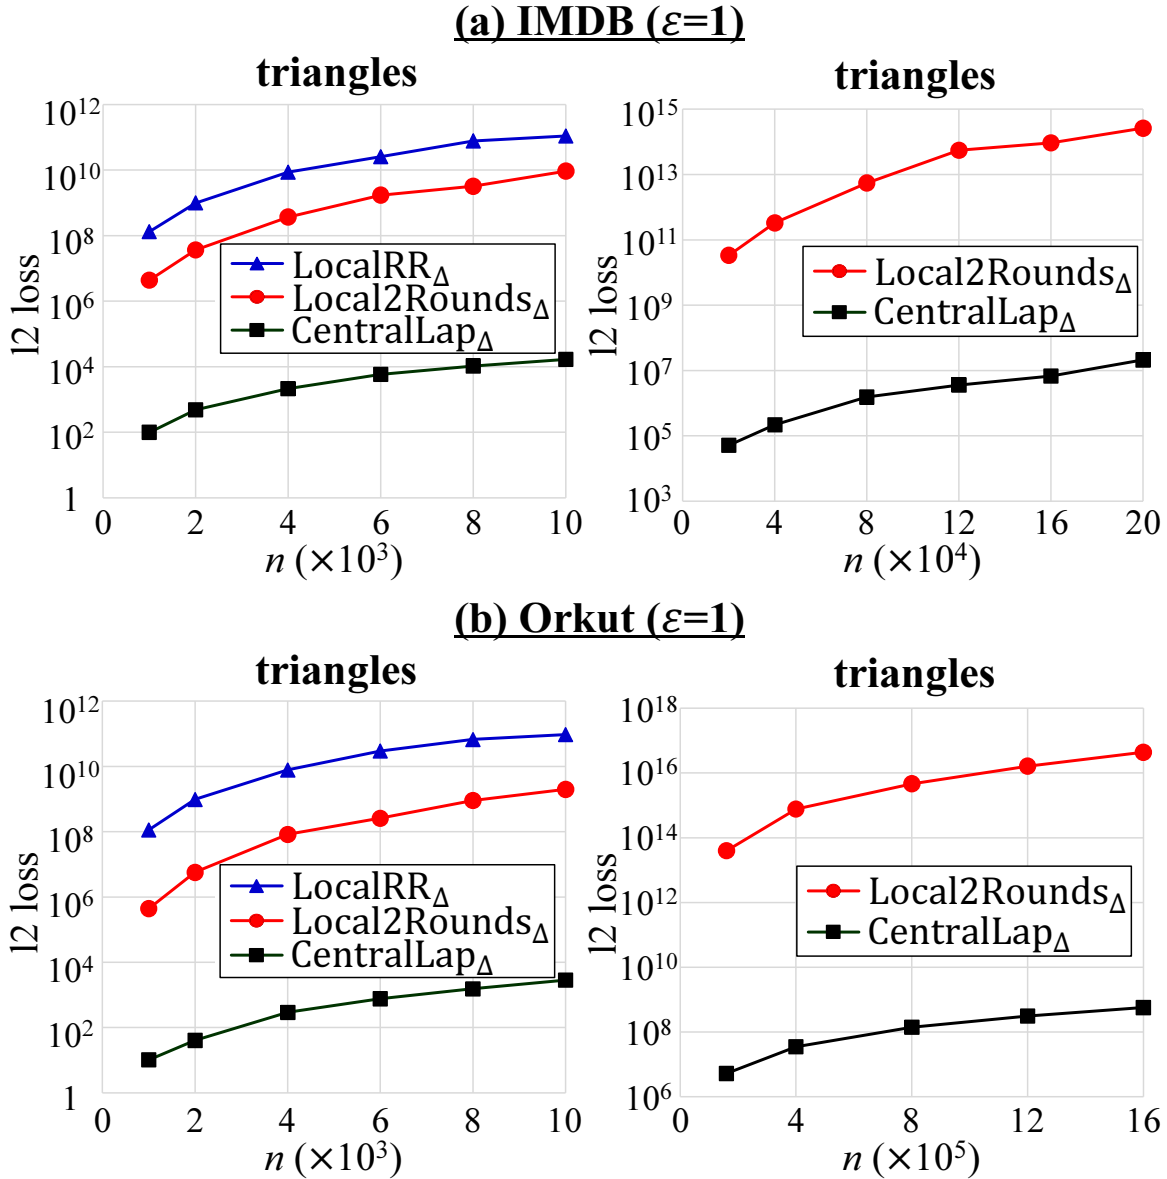 (a) IMDB (ε=1)
triangles
l2 loss
10^12
10^10
10^8
10^6
10^4
10^2
1
LocalRR_Δ
Local2Rounds_Δ
CentralLap_Δ
0 2 4 6 8 10
n (×10^3)
triangles
l2 loss
10^15
10^13
10^11
10^9
10^7
10^5
10^3
Local2Rounds_Δ
CentralLap_Δ
0 4 8 12 16 20
n (×10^4)
(b) Orkut (ε=1)
triangles
l2 loss
10^12
10^10
10^8
10^6
10^4
10^2
1
LocalRR_Δ
Local2Rounds_Δ
CentralLap_Δ
0 2 4 6 8 10
n (×10^3)
triangles
l2 loss
10^18
10^16
10^14
10^12
10^10
10^8
10^6
Local2Rounds_Δ
CentralLap_Δ
0 4 8 12 16
n (×10^5)